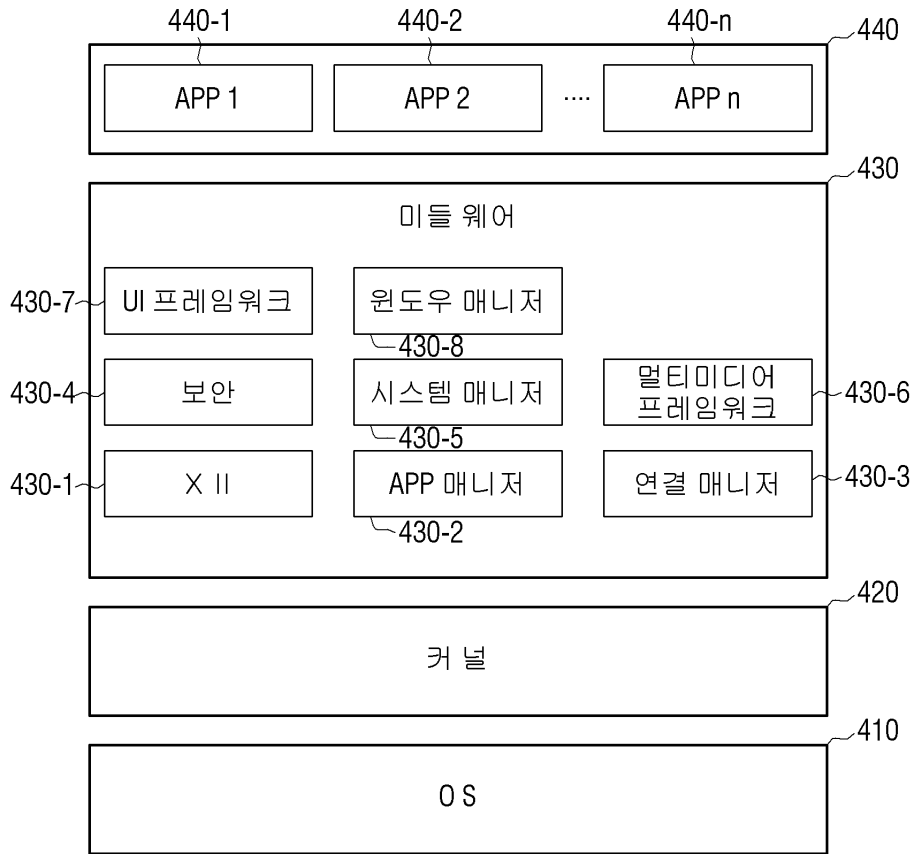 440-1 440-2 440-n 440
APP 1 APP 2 .... APP n
430
미들 웨어
430-7 UI 프레임워크 윈도우 매니저
430-8
430-4 보안 시스템 매니저 멀티미디어 프레임워크 430-6
430-5
430-1 X II APP 매니저 연결 매니저 430-3
430-2
420
커 널
410
O S